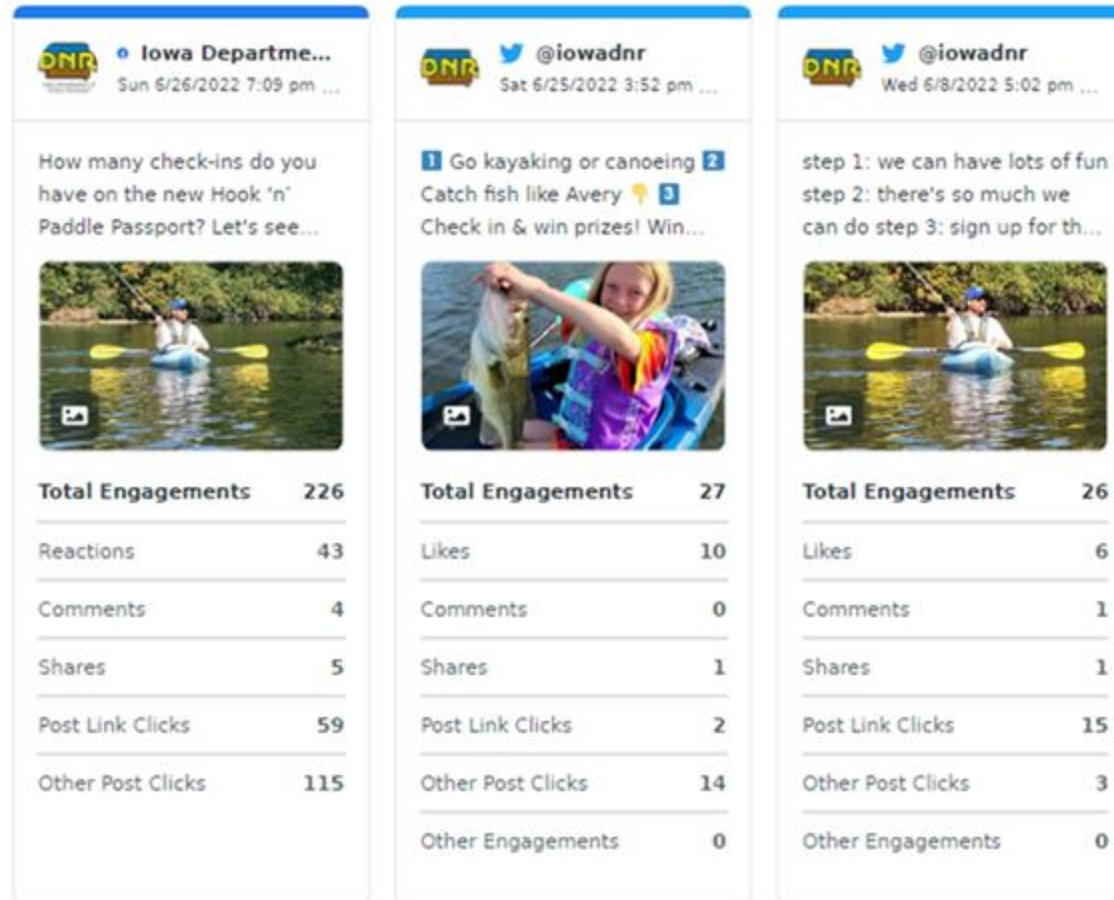 DNR
Iowa Departme...
Sun 6/26/2022 7:09 pm ...
How many check-ins do you
have on the new Hook 'n'
Paddle Passport? Let's see...
Total Engagements 226
Reactions 43
Comments 4
Shares 5
Post Link Clicks 59
Other Post Clicks 115
DNR
@iowadnr
Sat 6/25/2022 3:52 pm ...
1️⃣ Go kayaking or canoeing 2️⃣
Catch fish like Avery 👇 3️⃣
Check in & win prizes! Win...
Total Engagements 27
Likes 10
Comments 0
Shares 1
Post Link Clicks 2
Other Post Clicks 14
Other Engagements 0
DNR
@iowadnr
Wed 6/8/2022 5:02 pm ...
step 1: we can have lots of fun
step 2: there's so much we
can do step 3: sign up for th...
Total Engagements 26
Likes 6
Comments 1
Shares 1
Post Link Clicks 15
Other Post Clicks 3
Other Engagements 0